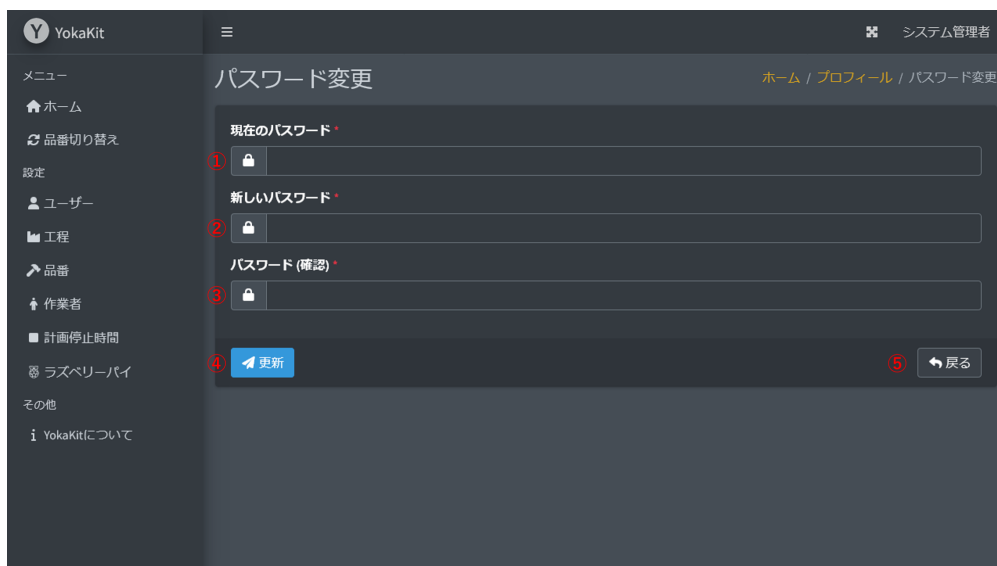 Y YokaKit
システム管理者
メニュー
ホーム
品番切り替え
設定
ユーザー
工程
品番
作業者
計画停止時間
ラズベリーパイ
その他
YokaKitについて
パスワード変更
ホーム / プロフィール / パスワード変更
現在のパスワード *
①
新しいパスワード *
②
パスワード (確認) *
③
④ 更新
⑤ 戻る